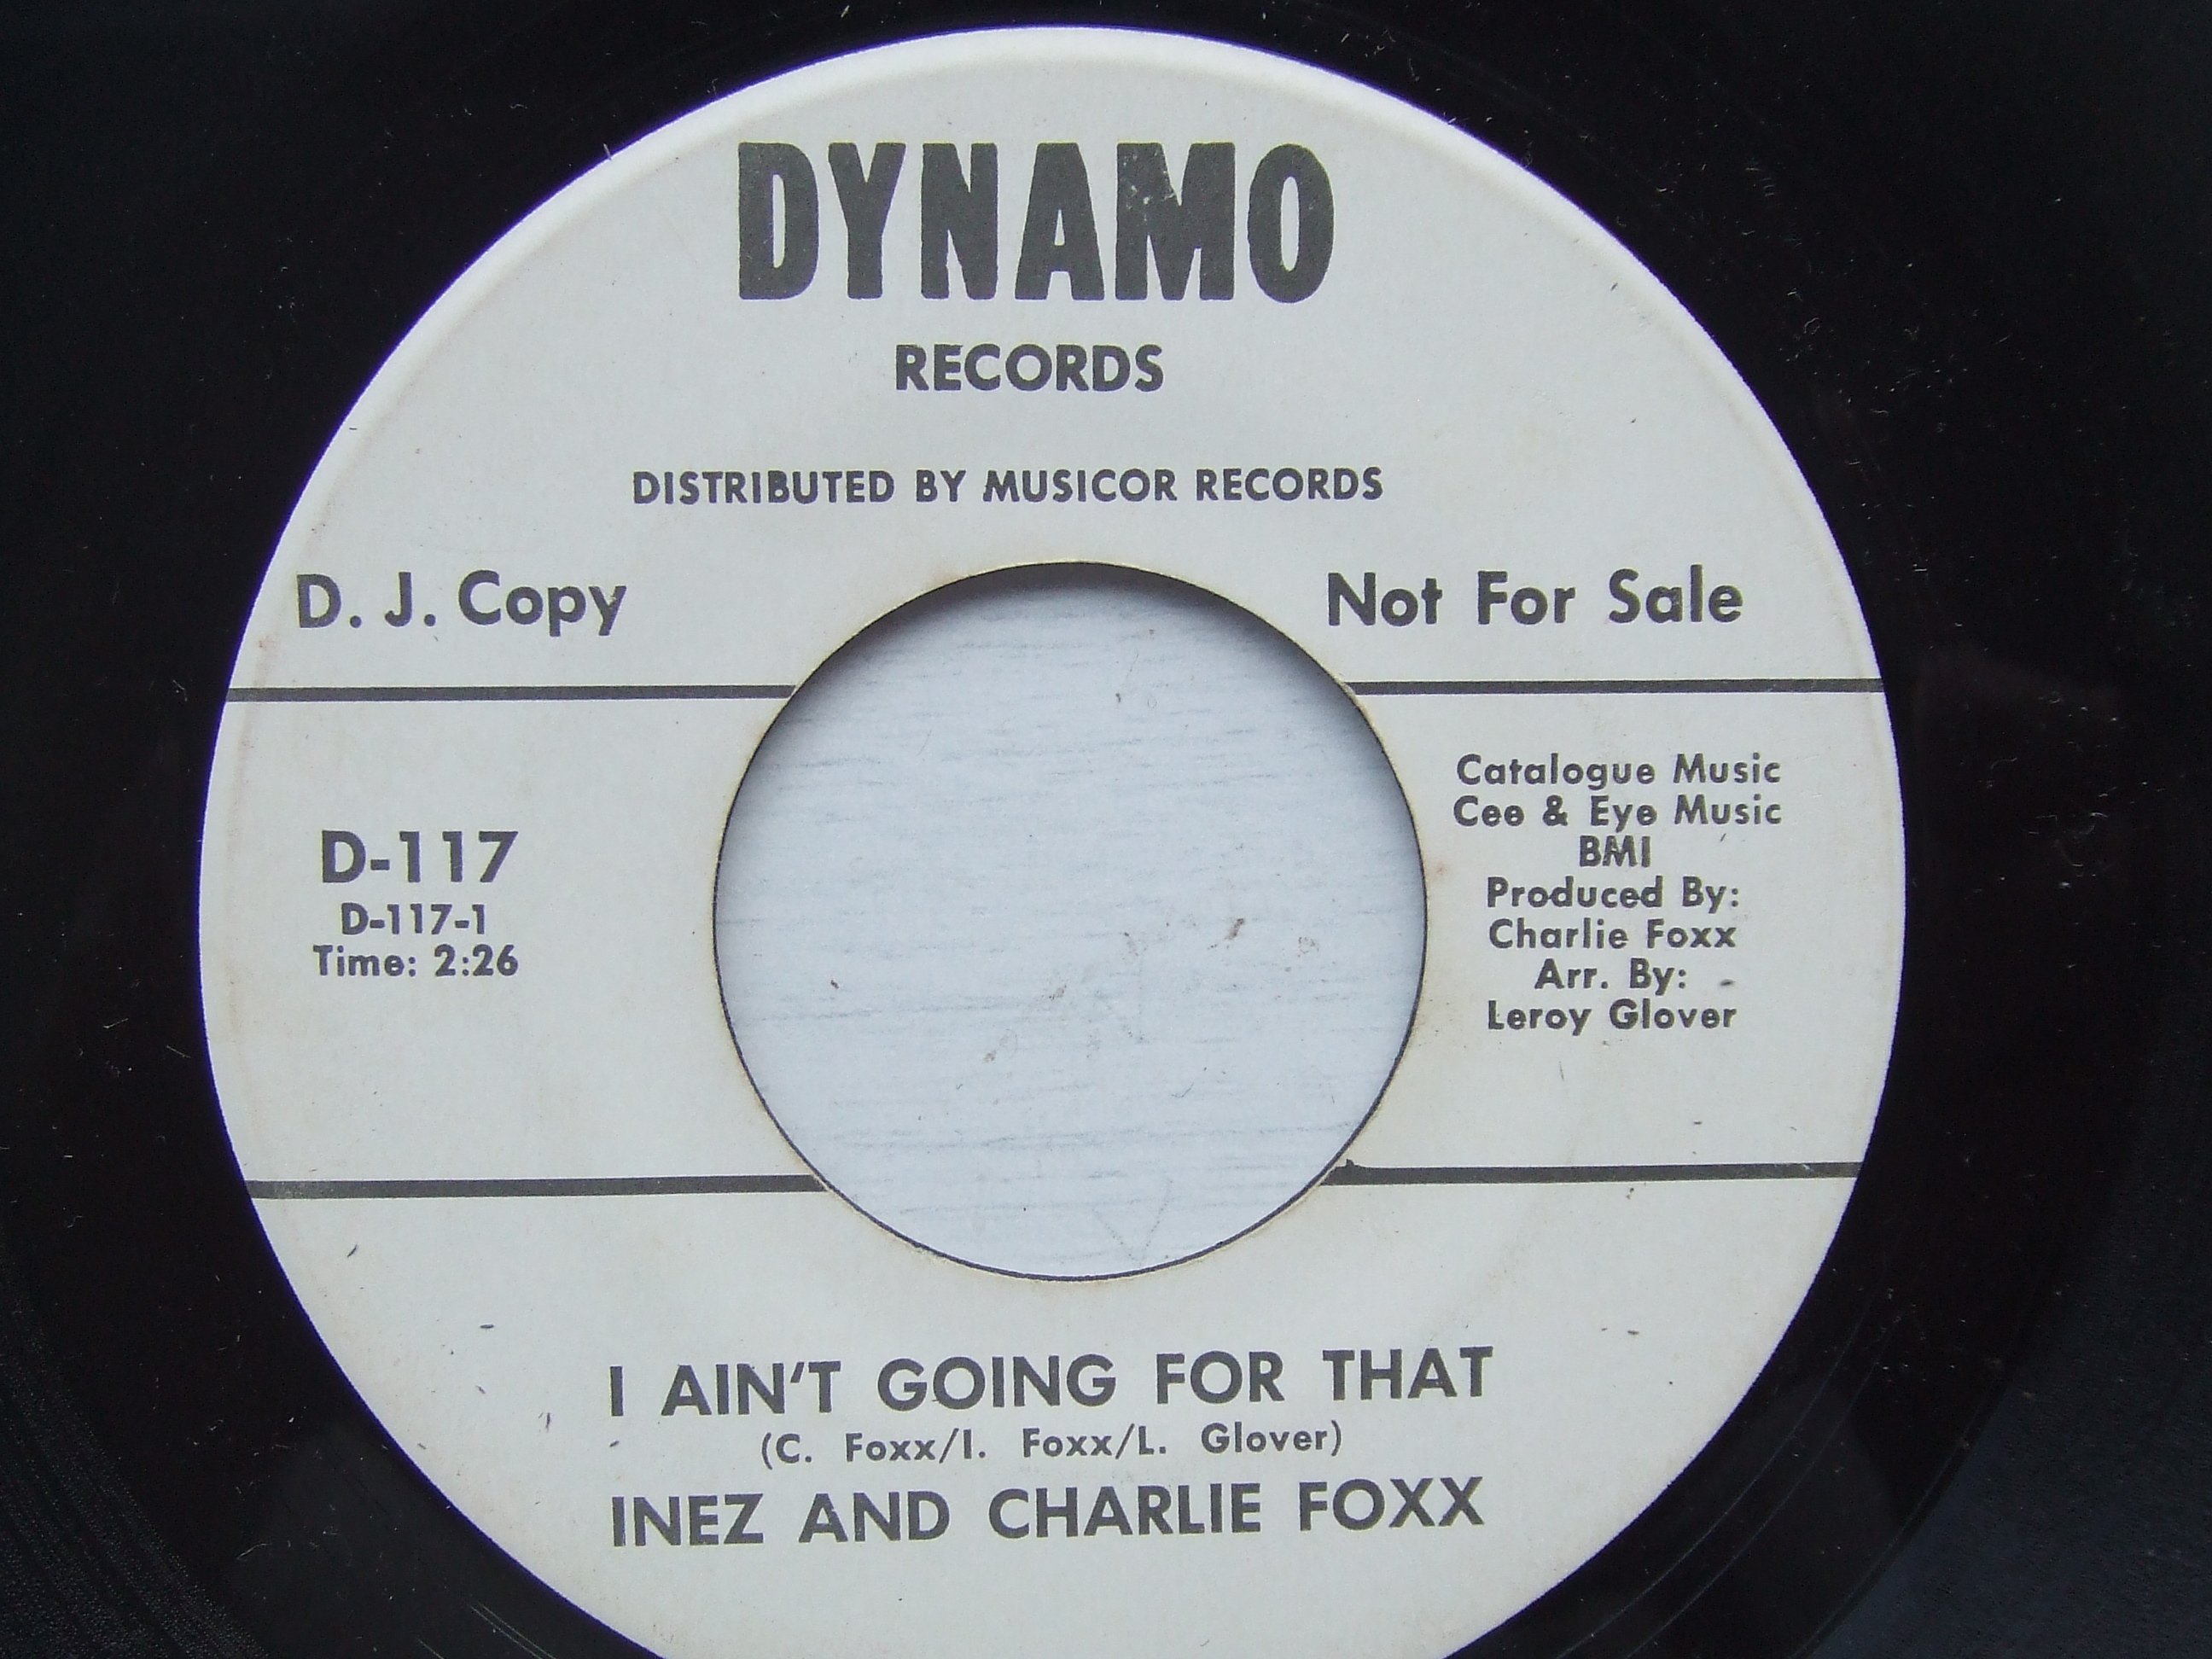 DYNAMO
RECORDS
DISTRIBUTED BY MUSICOR RECORDS
D. J. Copy
Not For Sale
D-117
D-117-1
Time: 2:26
Catalogue Music
Cee & Eye Music
BMI
Produced By:
Charlie Foxx
Arr. By:
Leroy Glover
I AIN'T GOING FOR THAT
(C. Foxx/I. Foxx/L. Glover)
INEZ AND CHARLIE FOXX